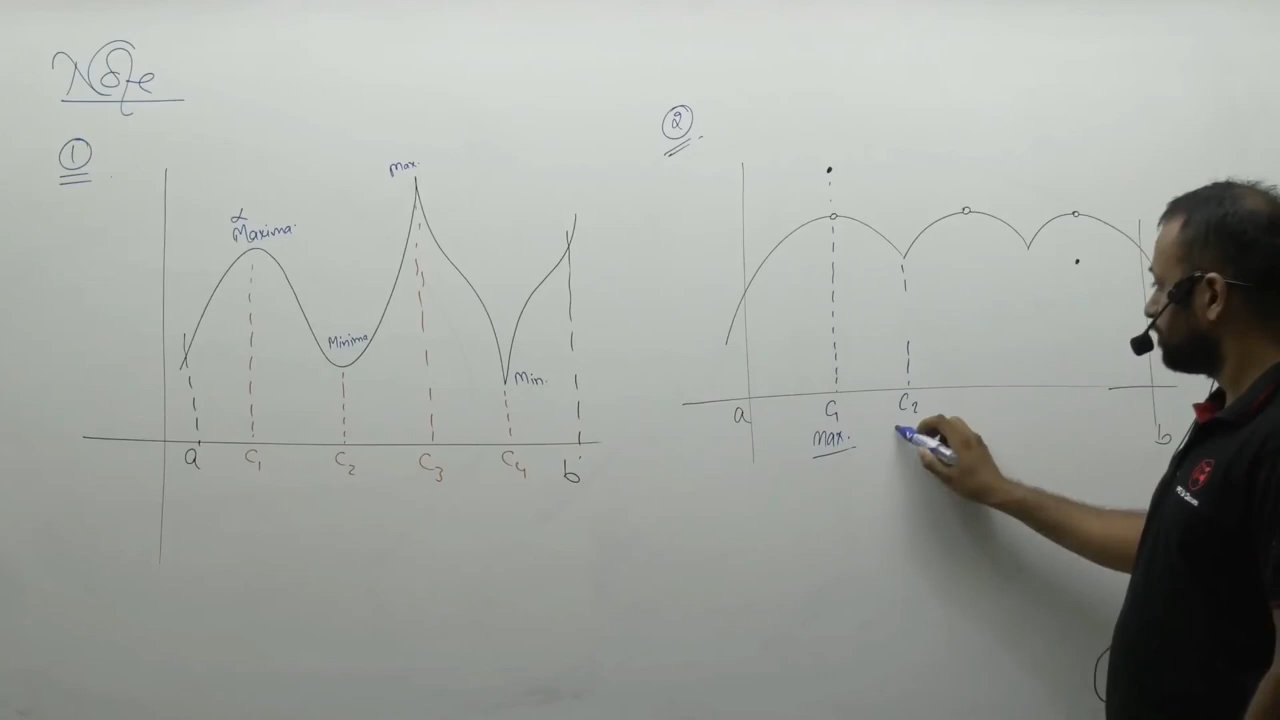 Note
①
②
Max.
α
Maxima.
Minima
Min.
a C₁ C₂ C₃ C₄ b
a C₁ C₂ b
Max.